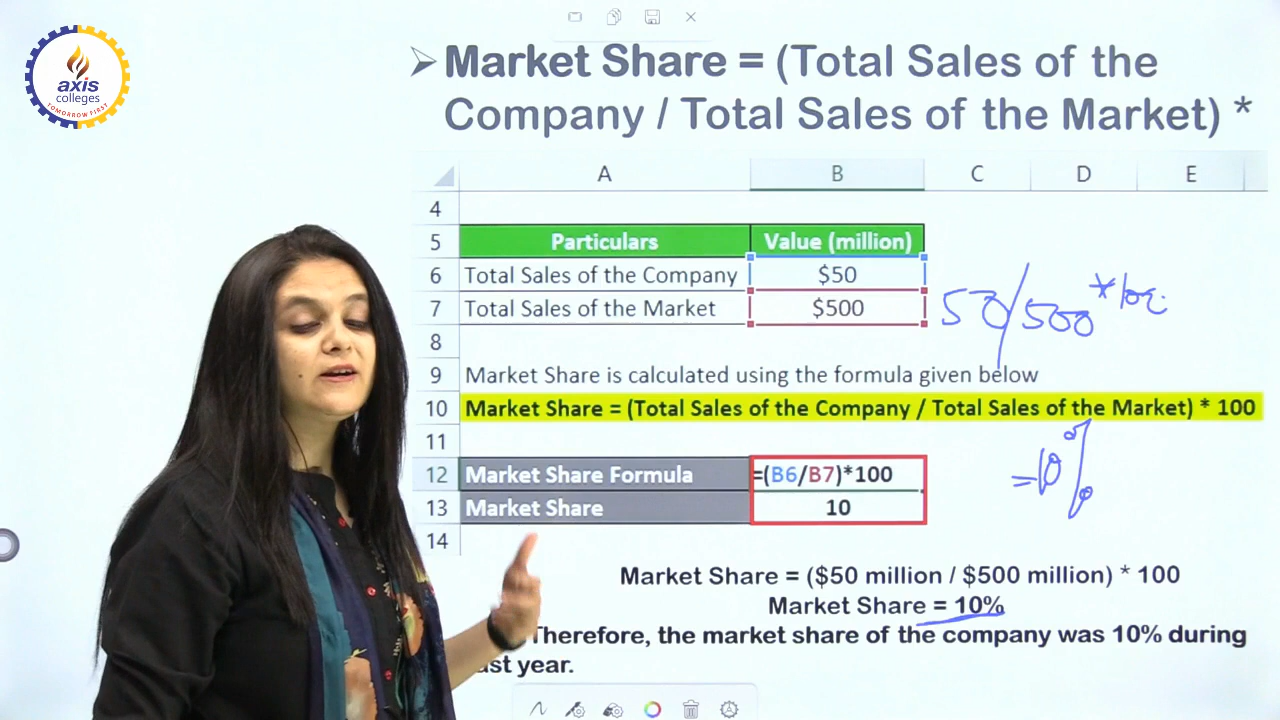 axis
colleges
TOMORROW FIRST
➢ Market Share = (Total Sales of the
Company / Total Sales of the Market) *
A B C D E
4
5 Particulars Value (million)
6 Total Sales of the Company $50
7 Total Sales of the Market $500
50/500 *
8
9 Market Share is calculated using the formula given below
10 Market Share = (Total Sales of the Company / Total Sales of the Market) * 100
11
= 10%
12 Market Share Formula =(B6/B7)*100
13 Market Share 10
14
Market Share = ($50 million / $500 million) * 100
Market Share = 10%
Therefore, the market share of the company was 10% during
year.